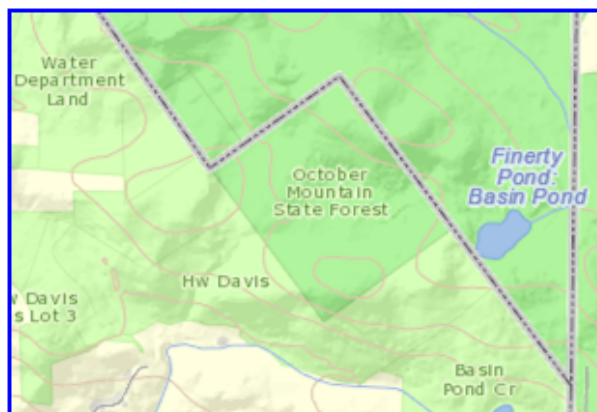 Water
Department
Land
October
Mountain
State Forest
Finerty
Pond:
Basin Pond
Hw Davis
Davis
s Lot 3
Basin
Pond Cr